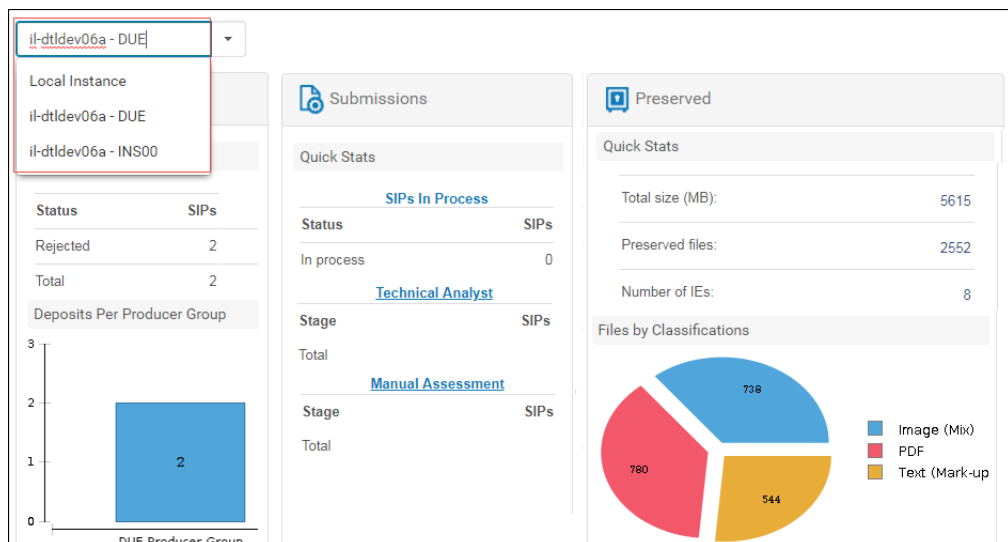 il-dtldev06a - DUE
Local Instance
il-dtldev06a - DUE
il-dtldev06a - INS00
Status SIPs
Rejected 2
Total 2
Deposits Per Producer Group
3
2
1
0
2
DUE Producer Group
Submissions
Quick Stats
SIPs In Process
Status SIPs
In process 0
Technical Analyst
Stage SIPs
Total
Manual Assessment
Stage SIPs
Total
Preserved
Quick Stats
Total size (MB): 5615
Preserved files: 2552
Number of IEs: 8
Files by Classifications
738
780
544
Image (Mix)
PDF
Text (Mark-up